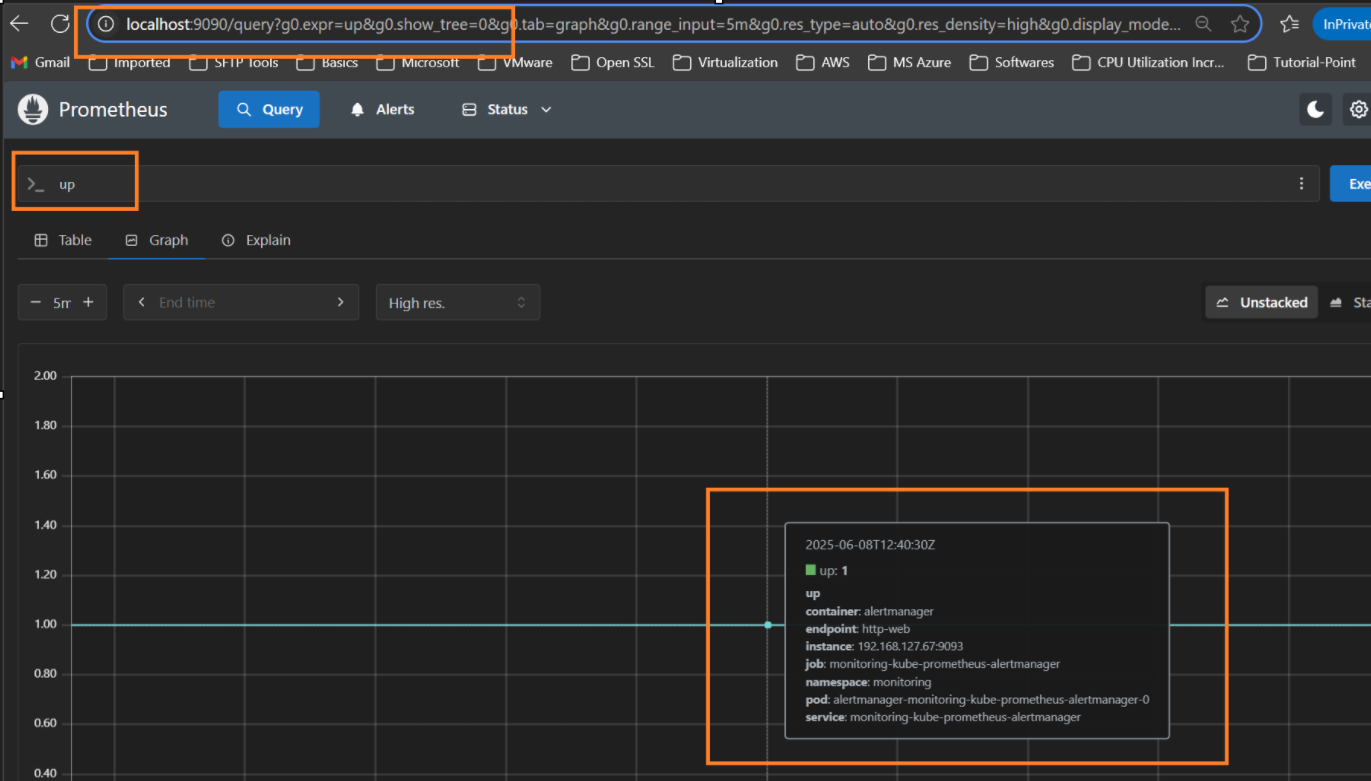 localhost:9090/query?g0.expr=up&g0.show_tree=0&g0.tab=graph&g0.range_input=5m&g0.res_type=auto&g0.res_density=high&g0.display_mode... InPrivate
Gmail Imported SFTP Tools Basics Microsoft VMware Open SSL Virtualization AWS MS Azure Softwares CPU Utilization Incr... Tutorial-Point
Prometheus Query Alerts Status
>_ up Exe
Table Graph Explain
− 5m + End time High res. Unstacked Sta
2.00
1.80
1.60
1.40
1.20
1.00
0.80
0.60
0.40
2025-06-08T12:40:30Z
up: 1
up
container: alertmanager
endpoint: http-web
instance: 192.168.127.67:9093
job: monitoring-kube-prometheus-alertmanager
namespace: monitoring
pod: alertmanager-monitoring-kube-prometheus-alertmanager-0
service: monitoring-kube-prometheus-alertmanager